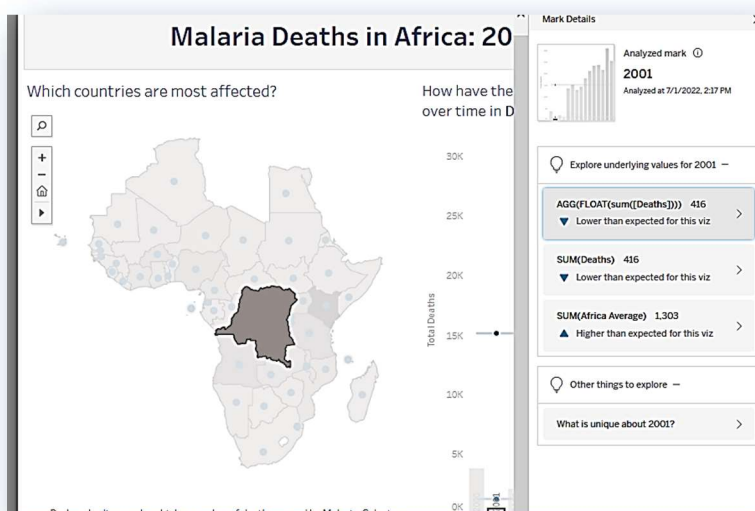 Malaria Deaths in Africa: 20
Which countries are most affected?
How have the
over time in D
30K
25K
20K
15K
10K
5K
0K
Total Deaths
2001
Mark Details
Analyzed mark
2001
Analyzed at 7/1/2022, 2:17 PM
Explore underlying values for 2001
AGG(FLOAT(sum([Deaths]))) 416
Lower than expected for this viz
SUM(Deaths) 416
Lower than expected for this viz
SUM(Africa Average) 1,303
Higher than expected for this viz
Other things to explore
What is unique about 2001?